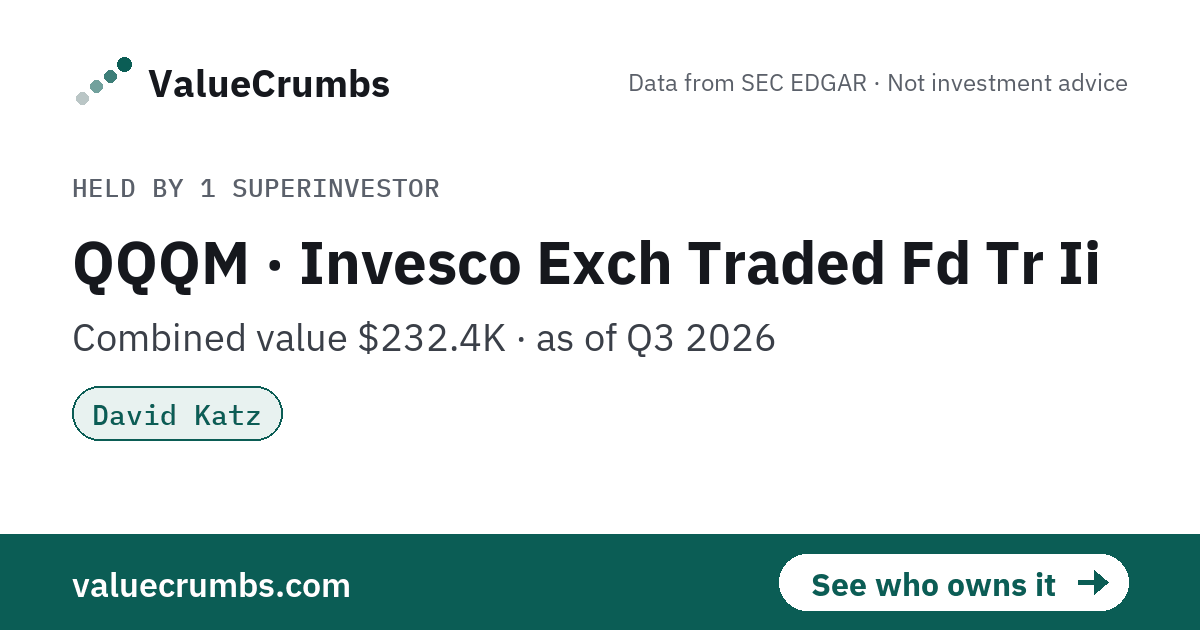 ValueCrumbs
Data from SEC EDGAR · Not investment advice
HELD BY 1 SUPERINVESTOR
QQQM · Invesco Exch Traded Fd Tr Ii
Combined value $232.4K · as of Q3 2026
David Katz
valuecrumbs.com
See who owns it →